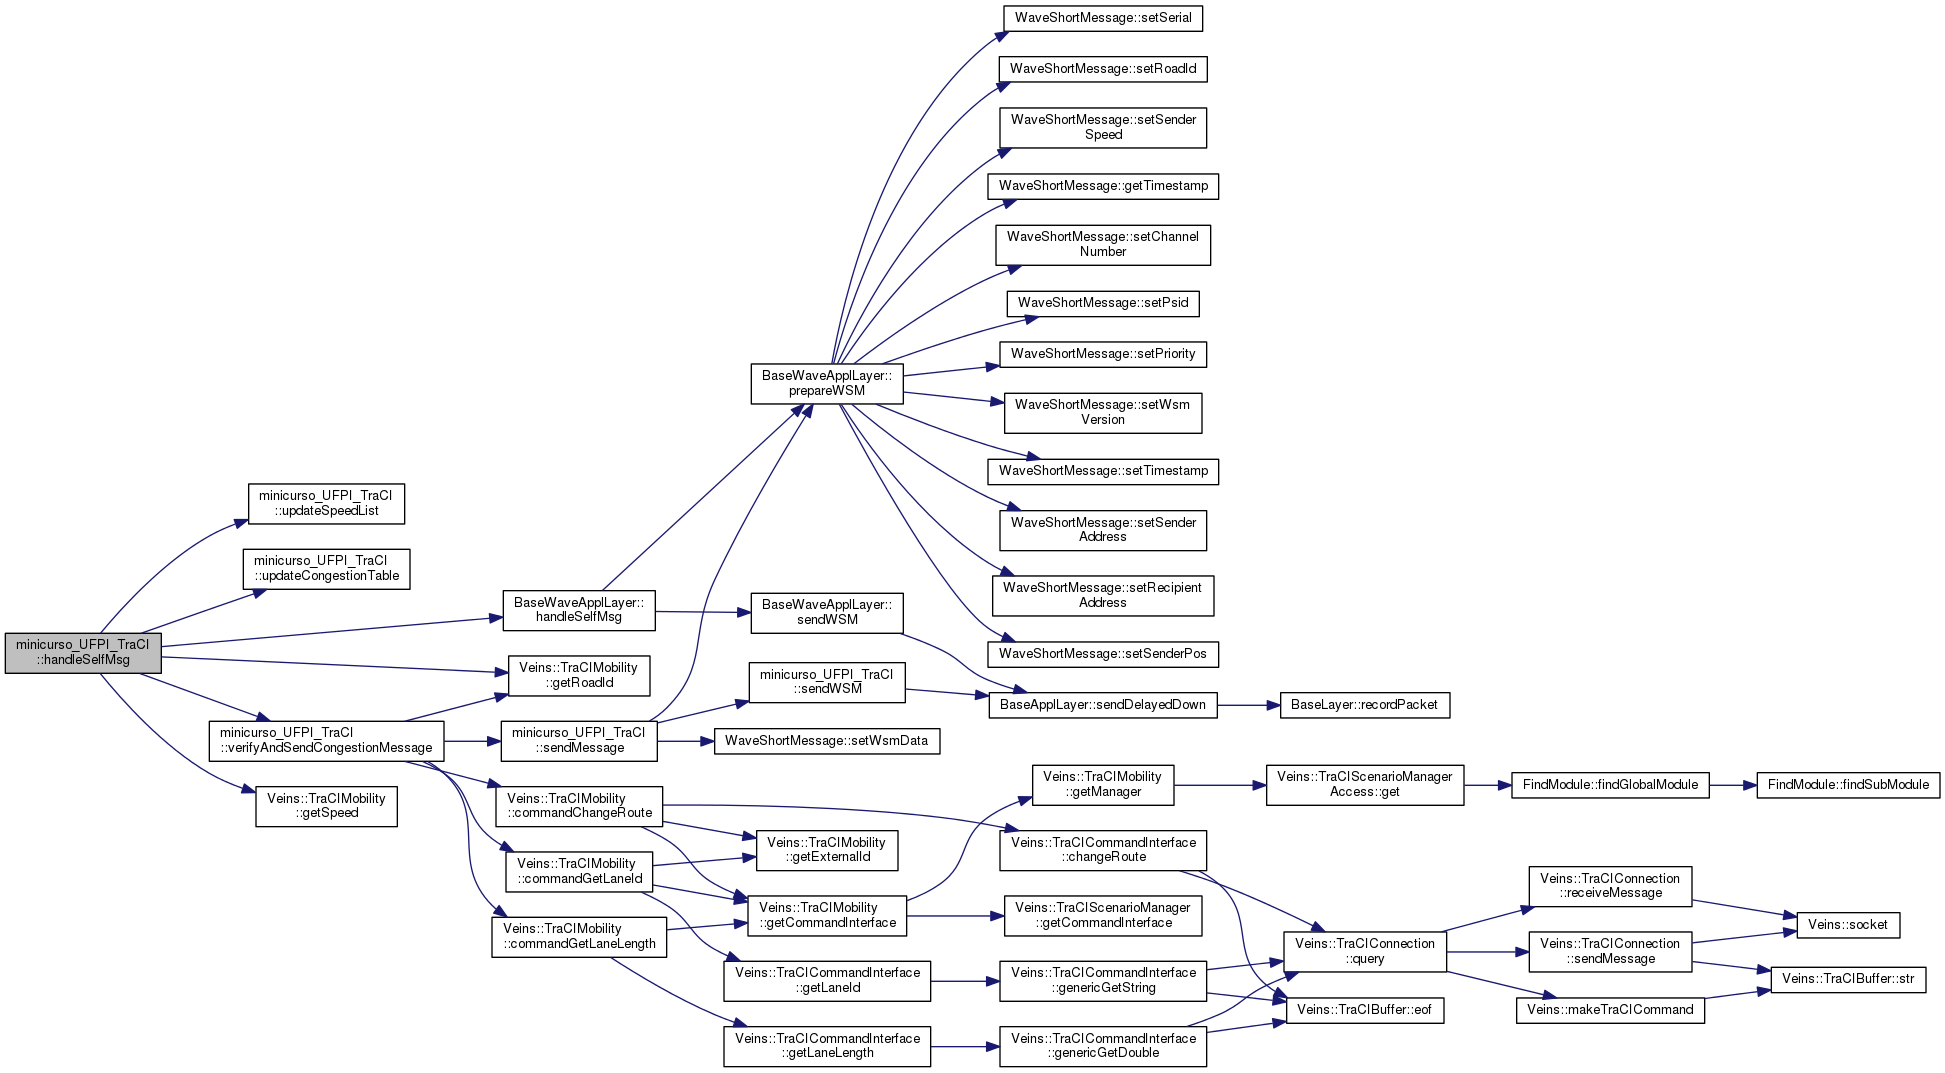 WaveShortMessage::setSerial
WaveShortMessage::setRoadId
WaveShortMessage::setSender
Speed
WaveShortMessage::getTimestamp
WaveShortMessage::setChannel
Number
WaveShortMessage::setPsid
WaveShortMessage::setPriority
BaseWaveApplLayer::
prepareWSM
WaveShortMessage::setWsm
Version
WaveShortMessage::setTimestamp
WaveShortMessage::setSender
Address
WaveShortMessage::setRecipient
Address
WaveShortMessage::setSenderPos
minicurso_UFPI_TraCI
::updateSpeedList
minicurso_UFPI_TraCI
::updateCongestionTable
BaseWaveApplLayer::
handleSelfMsg
BaseWaveApplLayer::
sendWSM
minicurso_UFPI_TraCI
::handleSelfMsg
Veins::TraCIMobility
::getRoadId
minicurso_UFPI_TraCI
::sendWSM
BaseApplLayer::sendDelayedDown
BaseLayer::recordPacket
minicurso_UFPI_TraCI
::verifyAndSendCongestionMessage
minicurso_UFPI_TraCI
::sendMessage
WaveShortMessage::setWsmData
Veins::TraCIMobility
::getSpeed
Veins::TraCIMobility
::commandChangeRoute
Veins::TraCIMobility
::getManager
Veins::TraCIScenarioManager
Access::get
FindModule::findGlobalModule
FindModule::findSubModule
Veins::TraCIMobility
::getExternalId
Veins::TraCICommandInterface
::changeRoute
Veins::TraCIMobility
::commandGetLaneId
Veins::TraCIMobility
::getCommandInterface
Veins::TraCIScenarioManager
::getCommandInterface
Veins::TraCIConnection
::receiveMessage
Veins::socket
Veins::TraCIMobility
::commandGetLaneLength
Veins::TraCIConnection
::query
Veins::TraCIConnection
::sendMessage
Veins::TraCIBuffer::str
Veins::TraCICommandInterface
::getLaneId
Veins::TraCICommandInterface
::genericGetString
Veins::TraCIBuffer::eof
Veins::makeTraCICommand
Veins::TraCICommandInterface
::getLaneLength
Veins::TraCICommandInterface
::genericGetDouble